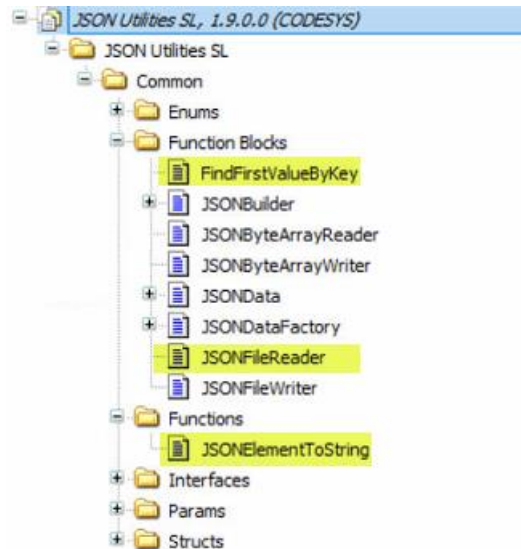 JSON Utilities SL, 1.9.0.0 (CODESYS)
JSON Utilities SL
Common
Enums
Function Blocks
FindFirstValueByKey
JSONBuilder
JSONByteArrayReader
JSONByteArrayWriter
JSONData
JSONDataFactory
JSONFileReader
JSONFileWriter
Functions
JSONElementToString
Interfaces
Params
Structs